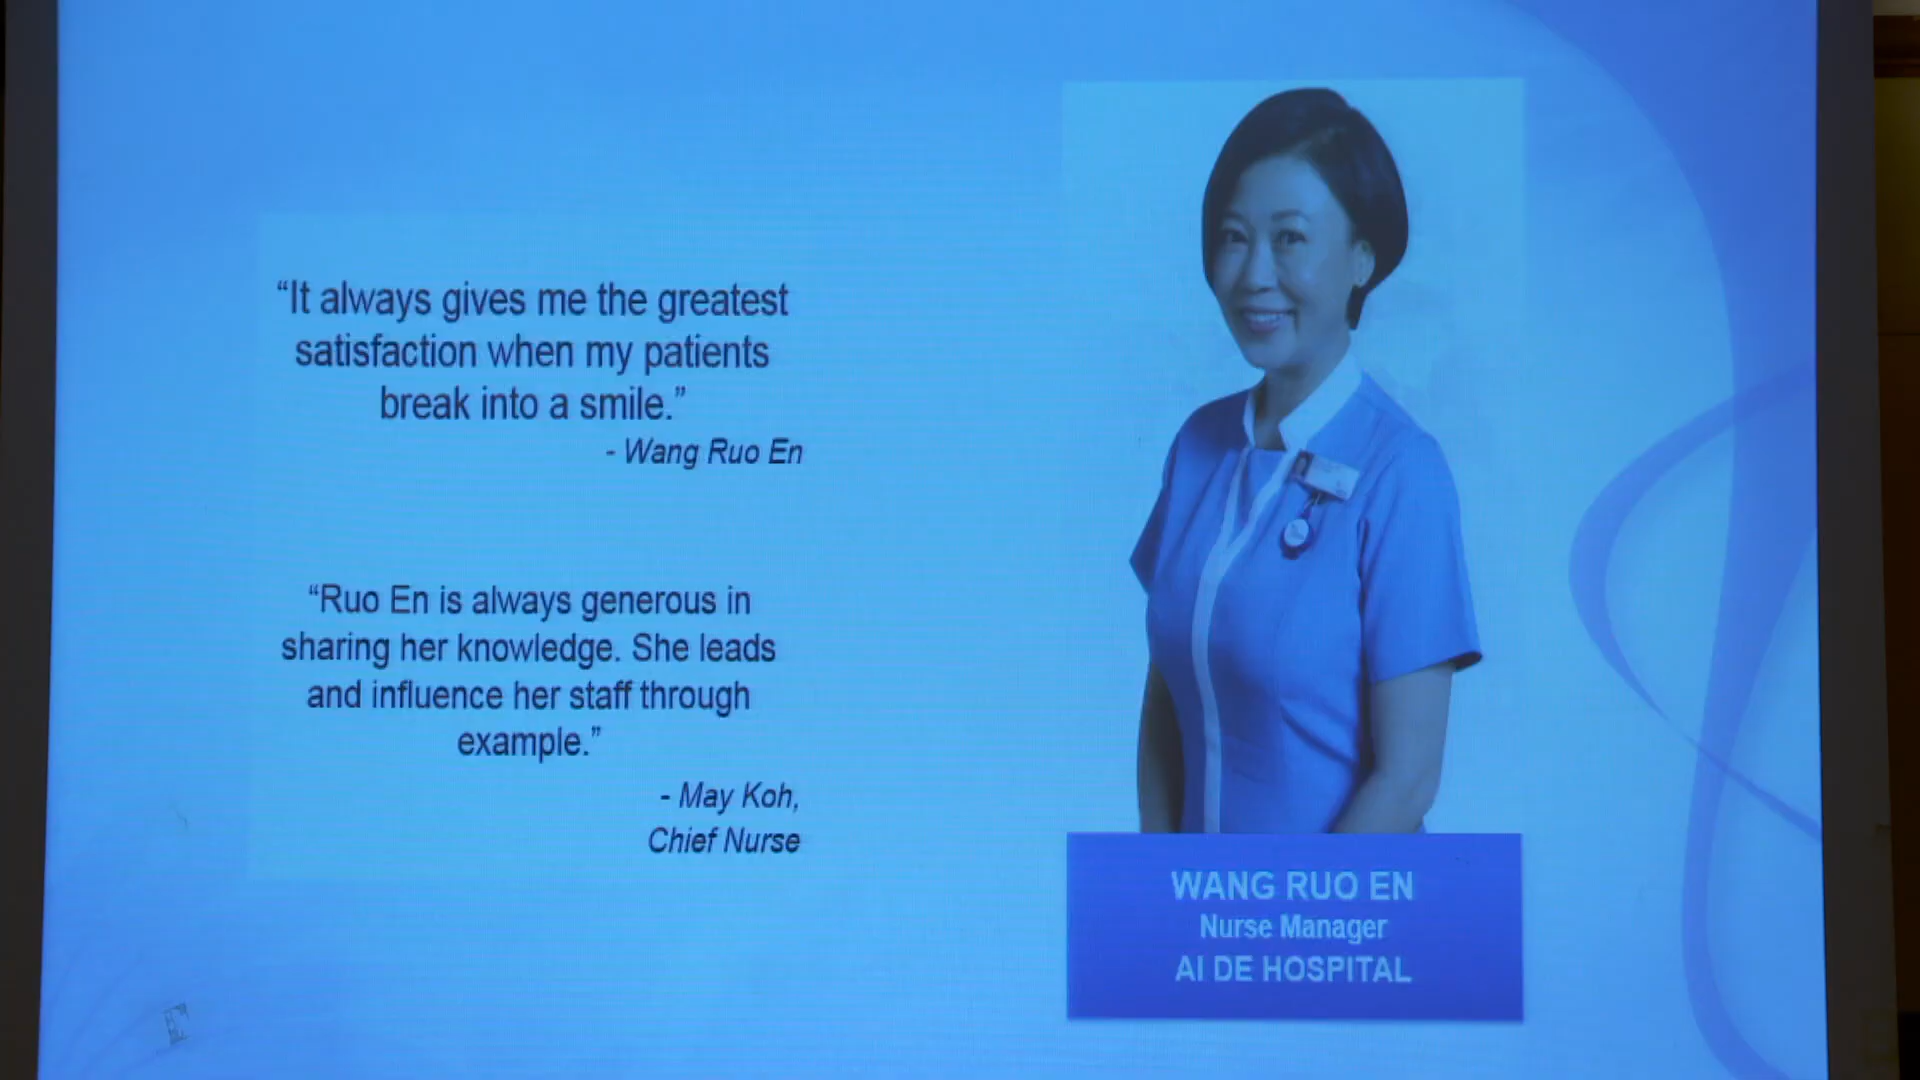 “It always gives me the greatest
satisfaction when my patients
break into a smile.”
- Wang Ruo En
“Ruo En is always generous in
sharing her knowledge. She leads
and influence her staff through
example.”
- May Koh,
Chief Nurse
WANG RUO EN
Nurse Manager
AI DE HOSPITAL